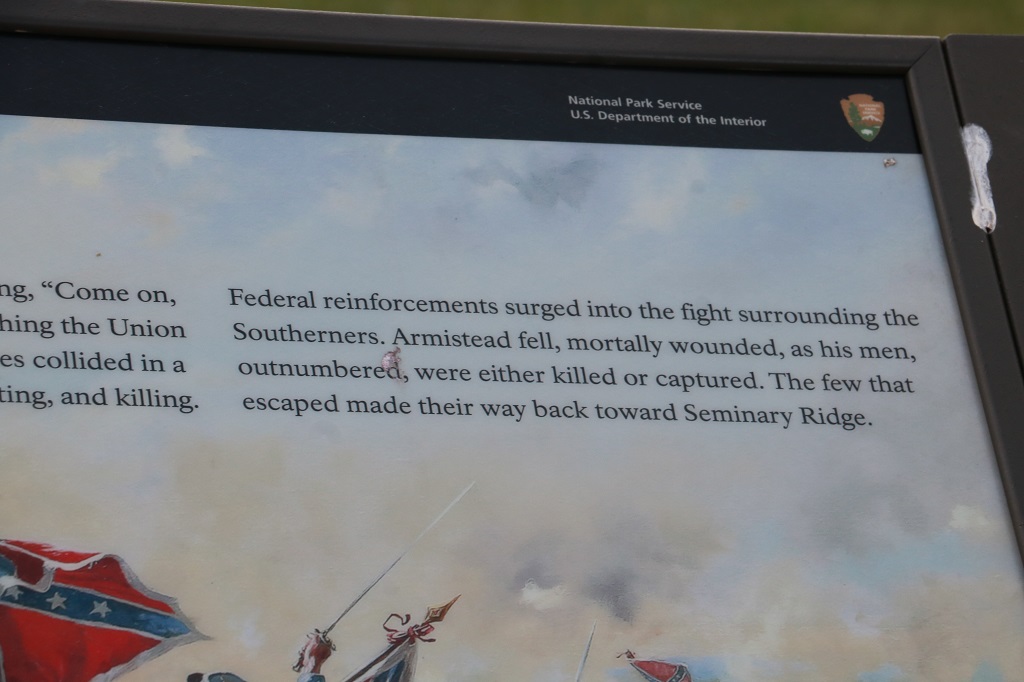 National Park Service
U.S. Department of the Interior
ng, “Come on,
hing the Union
es collided in a
ting, and killing.
Federal reinforcements surged into the fight surrounding the
Southerners. Armistead fell, mortally wounded, as his men,
outnumbered, were either killed or captured. The few that
escaped made their way back toward Seminary Ridge.